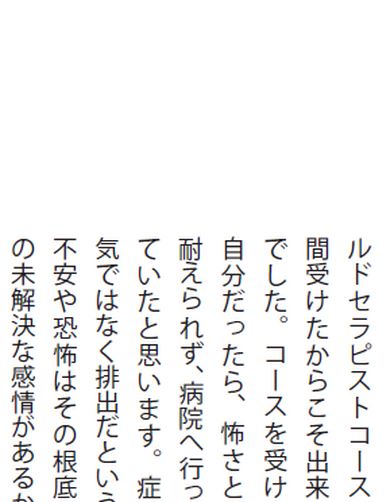 ルドセラピストコース
間受けたからこそ出来
でした。コースを受け
自分だったら、怖さと
耐えられず、病院へ行っ
ていたと思います。症
気ではなく排出だという
不安や恐怖はその根底
の未解決な感情があるか